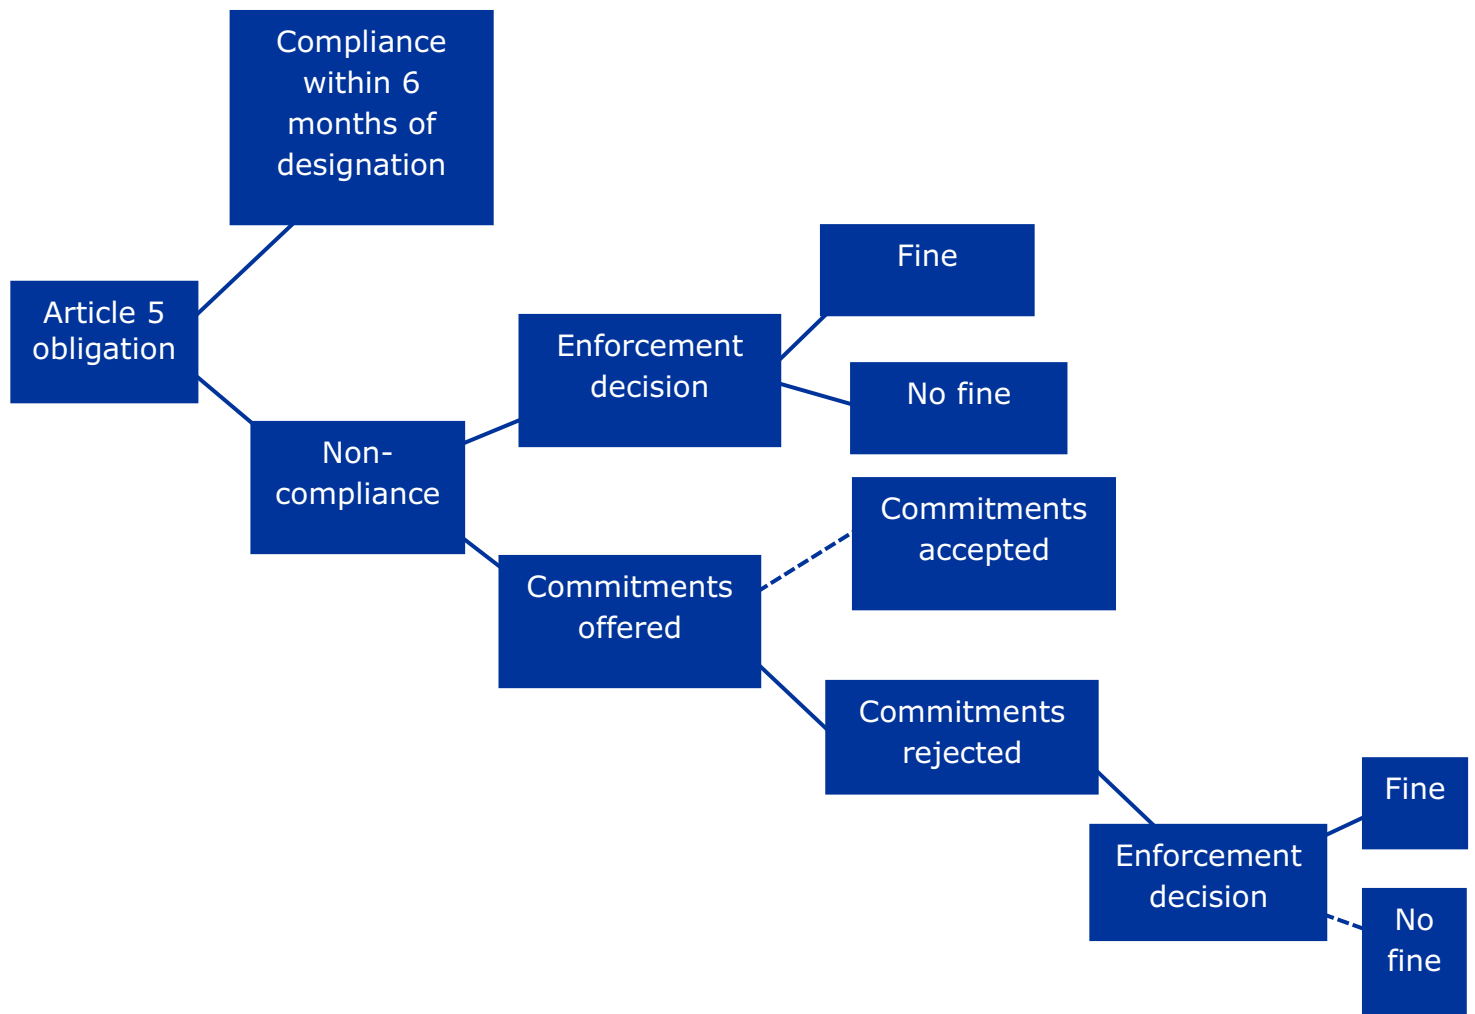 Compliance
within 6
months of
designation
Article 5
obligation
Non-
compliance
Enforcement
decision
Fine
No fine
Commitments
offered
Commitments
accepted
Commitments
rejected
Enforcement
decision
Fine
No
fine